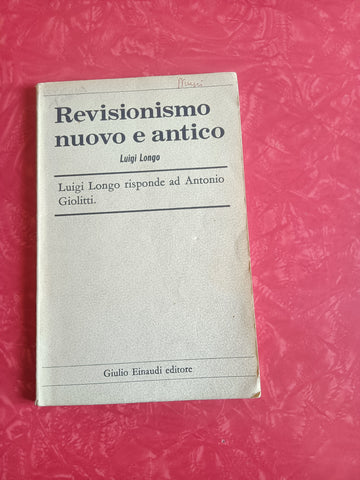 Revisionismo
nuovo e antico
Luigi Longo
Luigi Longo risponde ad Antonio
Giolitti.
Giulio Einaudi editore